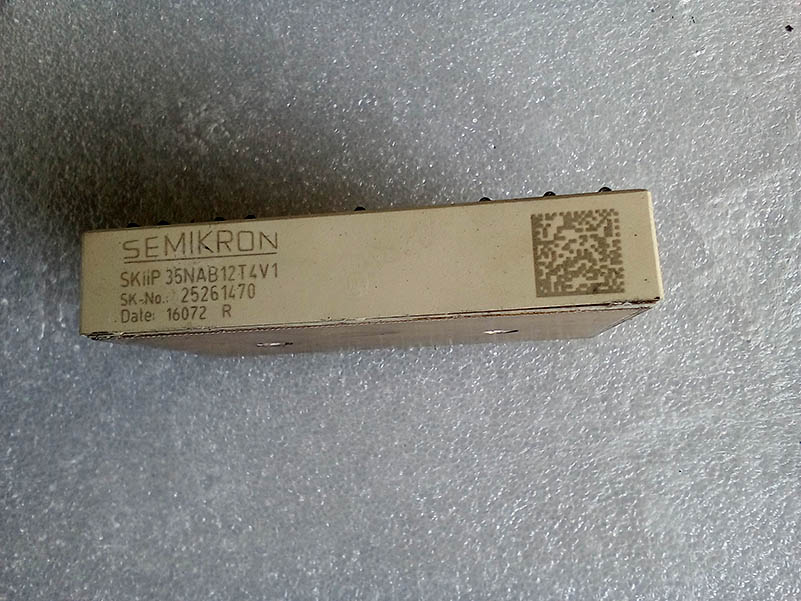 SEMIKRON
SKiiP 35NAB12T4V1
SK-No.: 25261470
Date: 16072 R